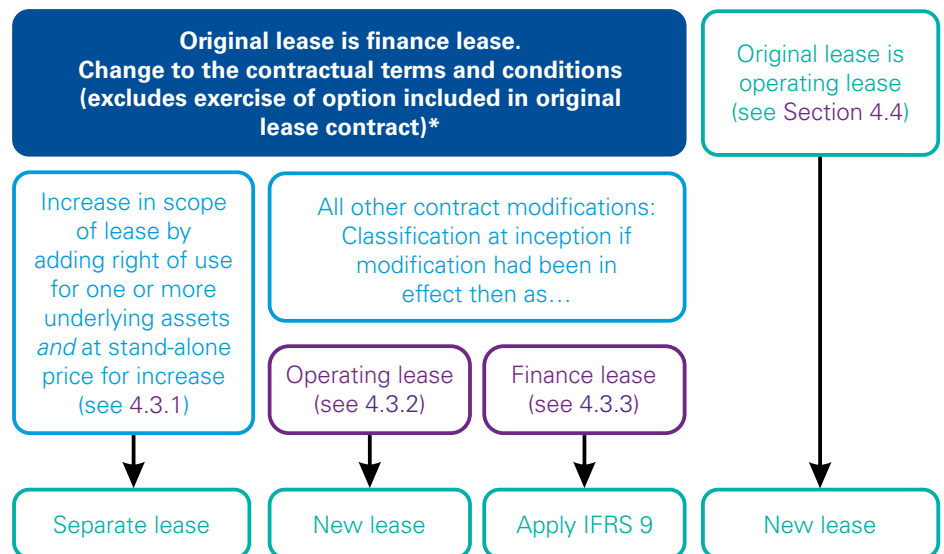 Original lease is finance lease.
Change to the contractual terms and conditions
(excludes exercise of option included in original
lease contract)*
Original lease is
operating lease
(see Section 4.4)
Increase in scope
of lease by
adding right of use
for one or more
underlying assets
and at stand-alone
price for increase
(see 4.3.1)
All other contract modifications:
Classification at inception if
modification had been in
effect then as…
Operating lease
(see 4.3.2)
Finance lease
(see 4.3.3)
Separate lease
New lease
Apply IFRS 9
New lease